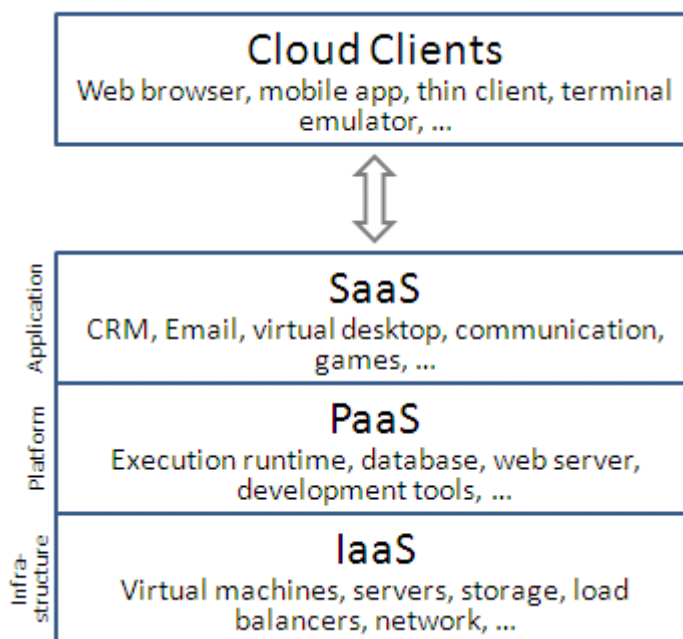 Cloud Clients
Web browser, mobile app, thin client, terminal
emulator, ...
Application
SaaS
CRM, Email, virtual desktop, communication,
games, ...
Platform
PaaS
Execution runtime, database, web server,
development tools, ...
Infra-
structure
IaaS
Virtual machines, servers, storage, load
balancers, network, ...